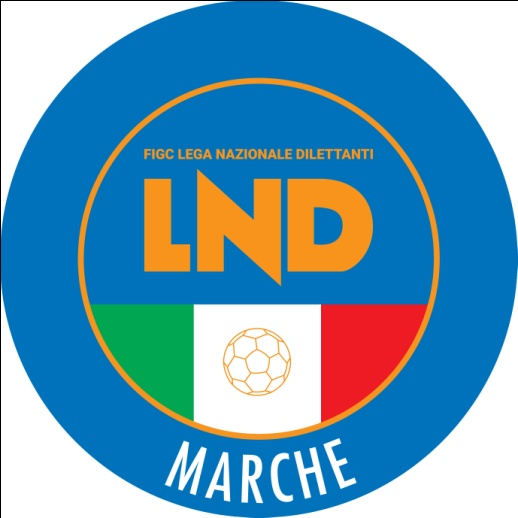 FIGC LEGA NAZIONALE DILETTANTI
LND
MARCHE